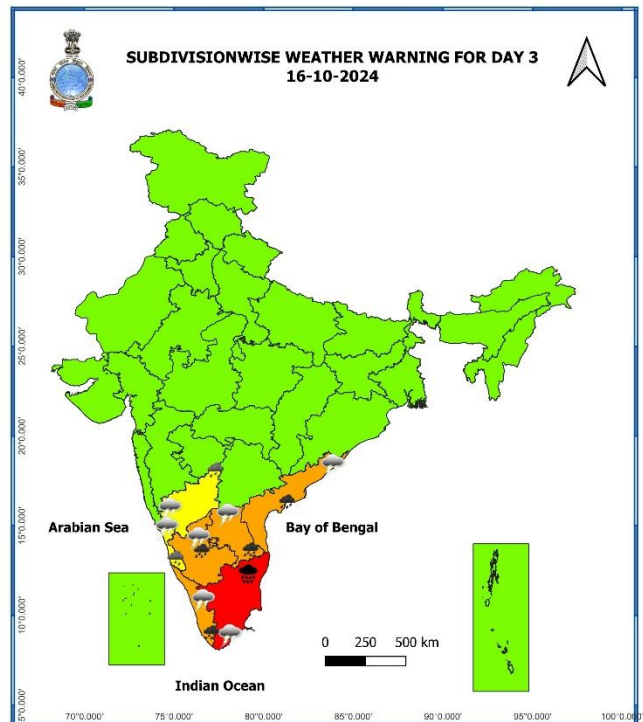 SUBDIVISIONWISE WEATHER WARNING FOR DAY 3
16-10-2024
40°0.000'
35°0.000'
30°0.000'
25°0.000'
20°0.000'
15°0.000'
10°0.000'
5°0.000'
Arabian Sea
Bay of Bengal
0 250 500 km
Indian Ocean
70°0.000' 75°0.000' 80°0.000' 85°0.000' 90°0.000' 95°0.000' 100°0.000'